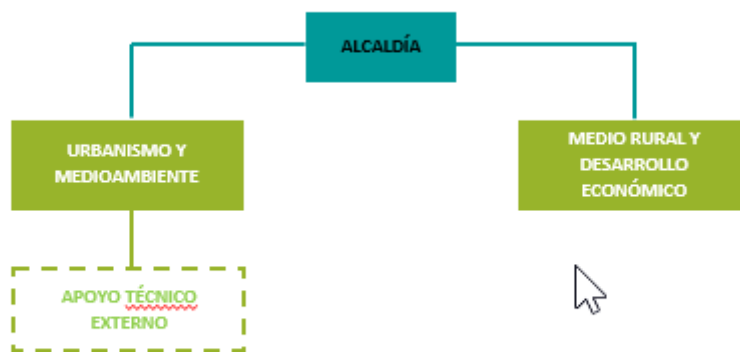 ALCALDÍA
URBANISMO Y
MEDIOAMBIENTE
MEDIO RURAL Y
DESARROLLO
ECONÓMICO
APOYO TÉCNICO
EXTERNO